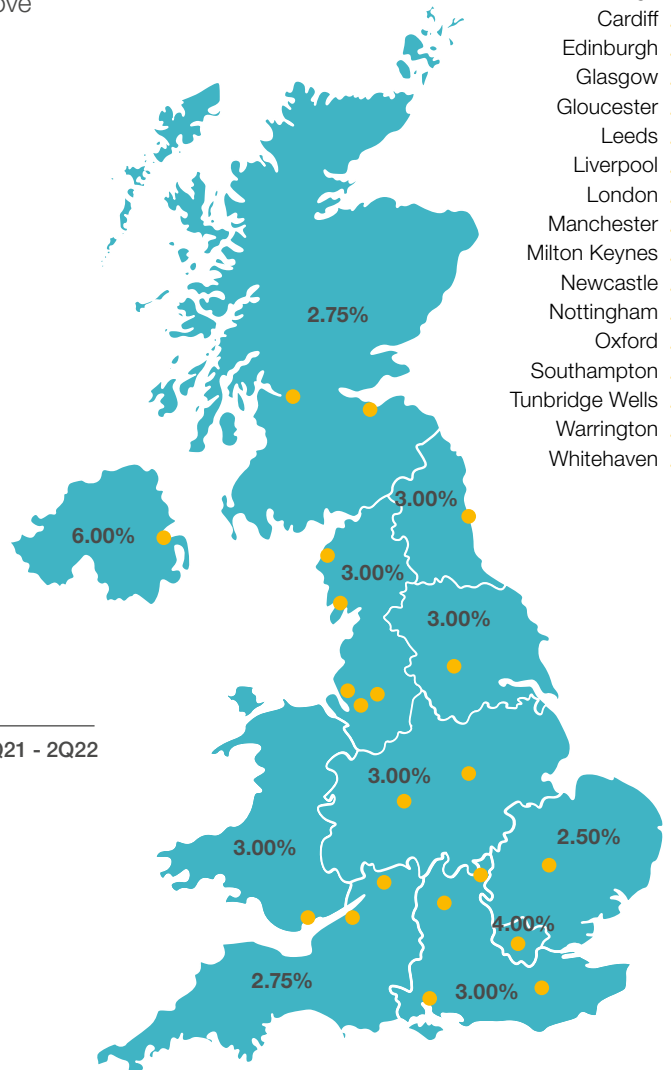 Cardiff
Edinburgh
Glasgow
Gloucester
Leeds
Liverpool
London
Manchester
Milton Keynes
Newcastle
Nottingham
Oxford
Southampton
Tunbridge Wells
Warrington
Whitehaven
2.75%
3.00%
6.00%
3.00%
3.00%
21 - 2Q22
3.00%
2.50%
3.00%
4.00%
2.75%
3.00%